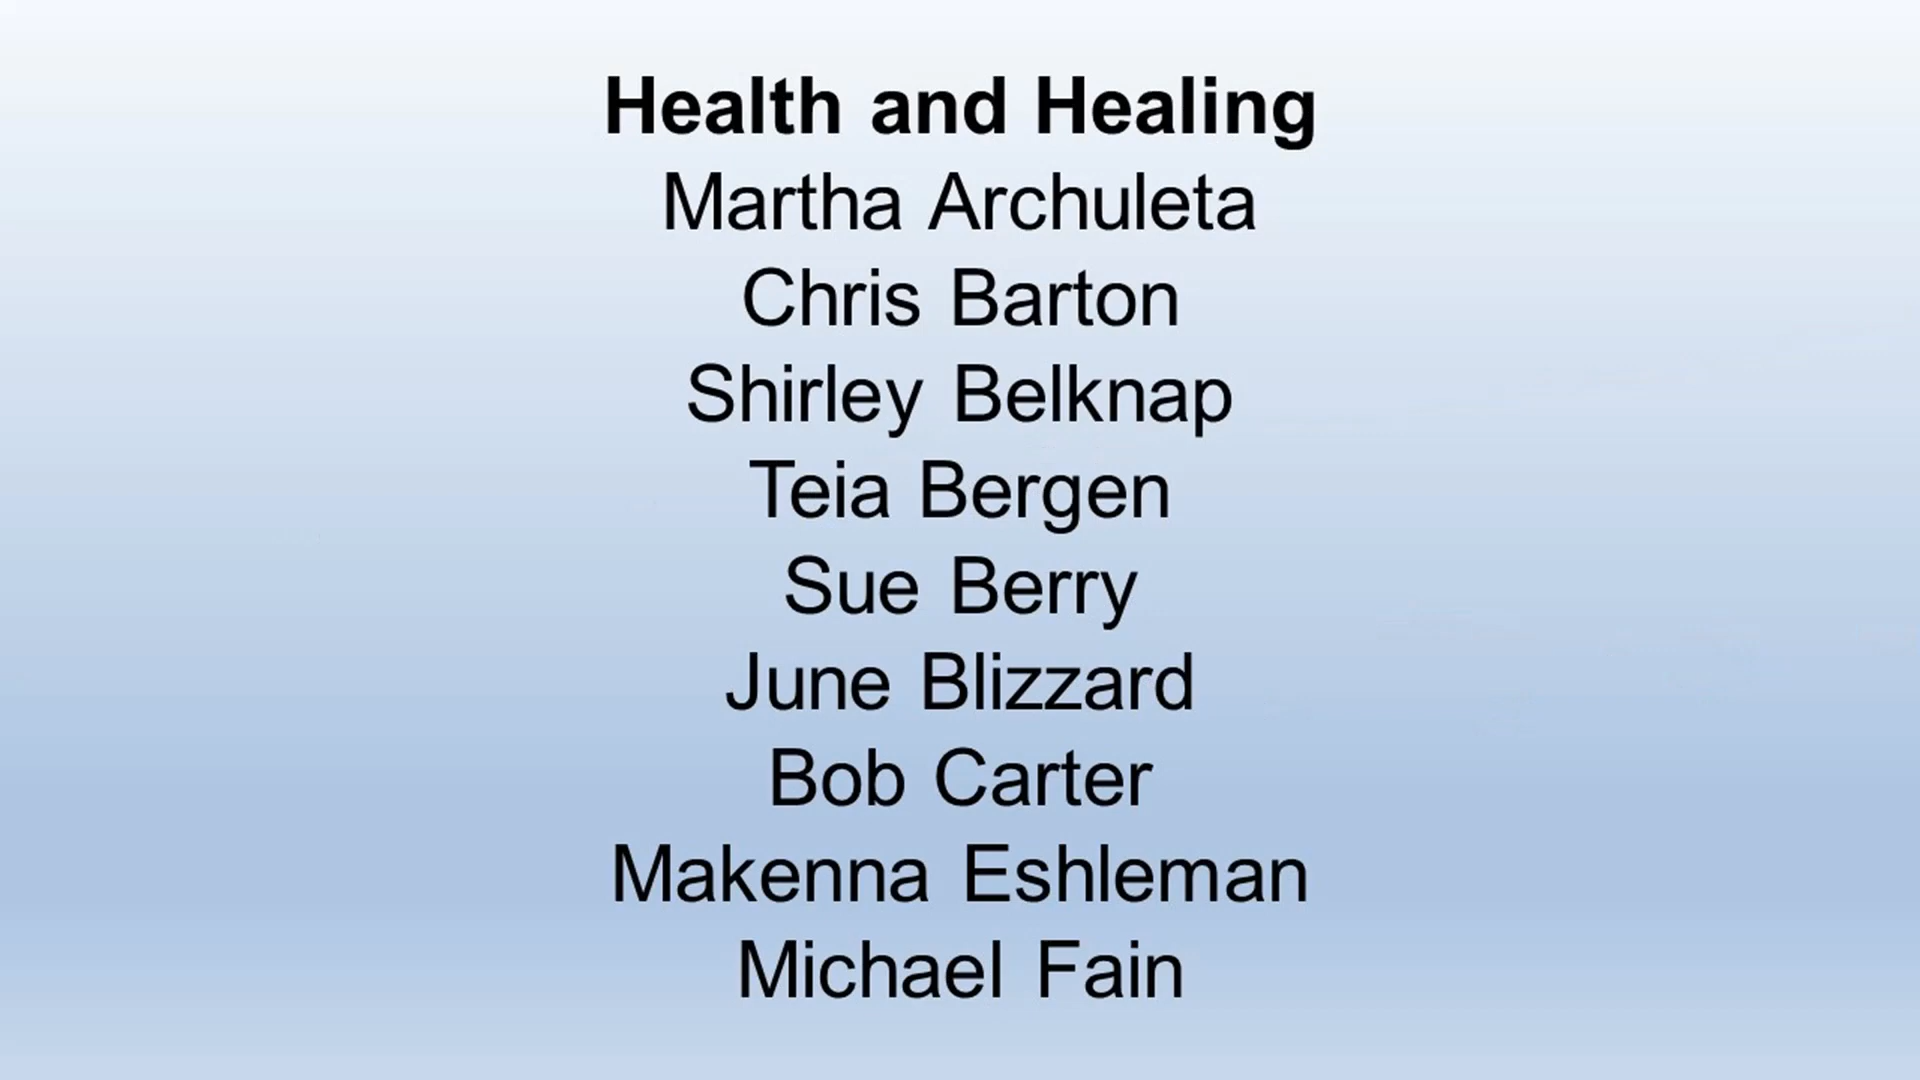 Health and Healing
Martha Archuleta
Chris Barton
Shirley Belknap
Teia Bergen
Sue Berry
June Blizzard
Bob Carter
Makenna Eshleman
Michael Fain